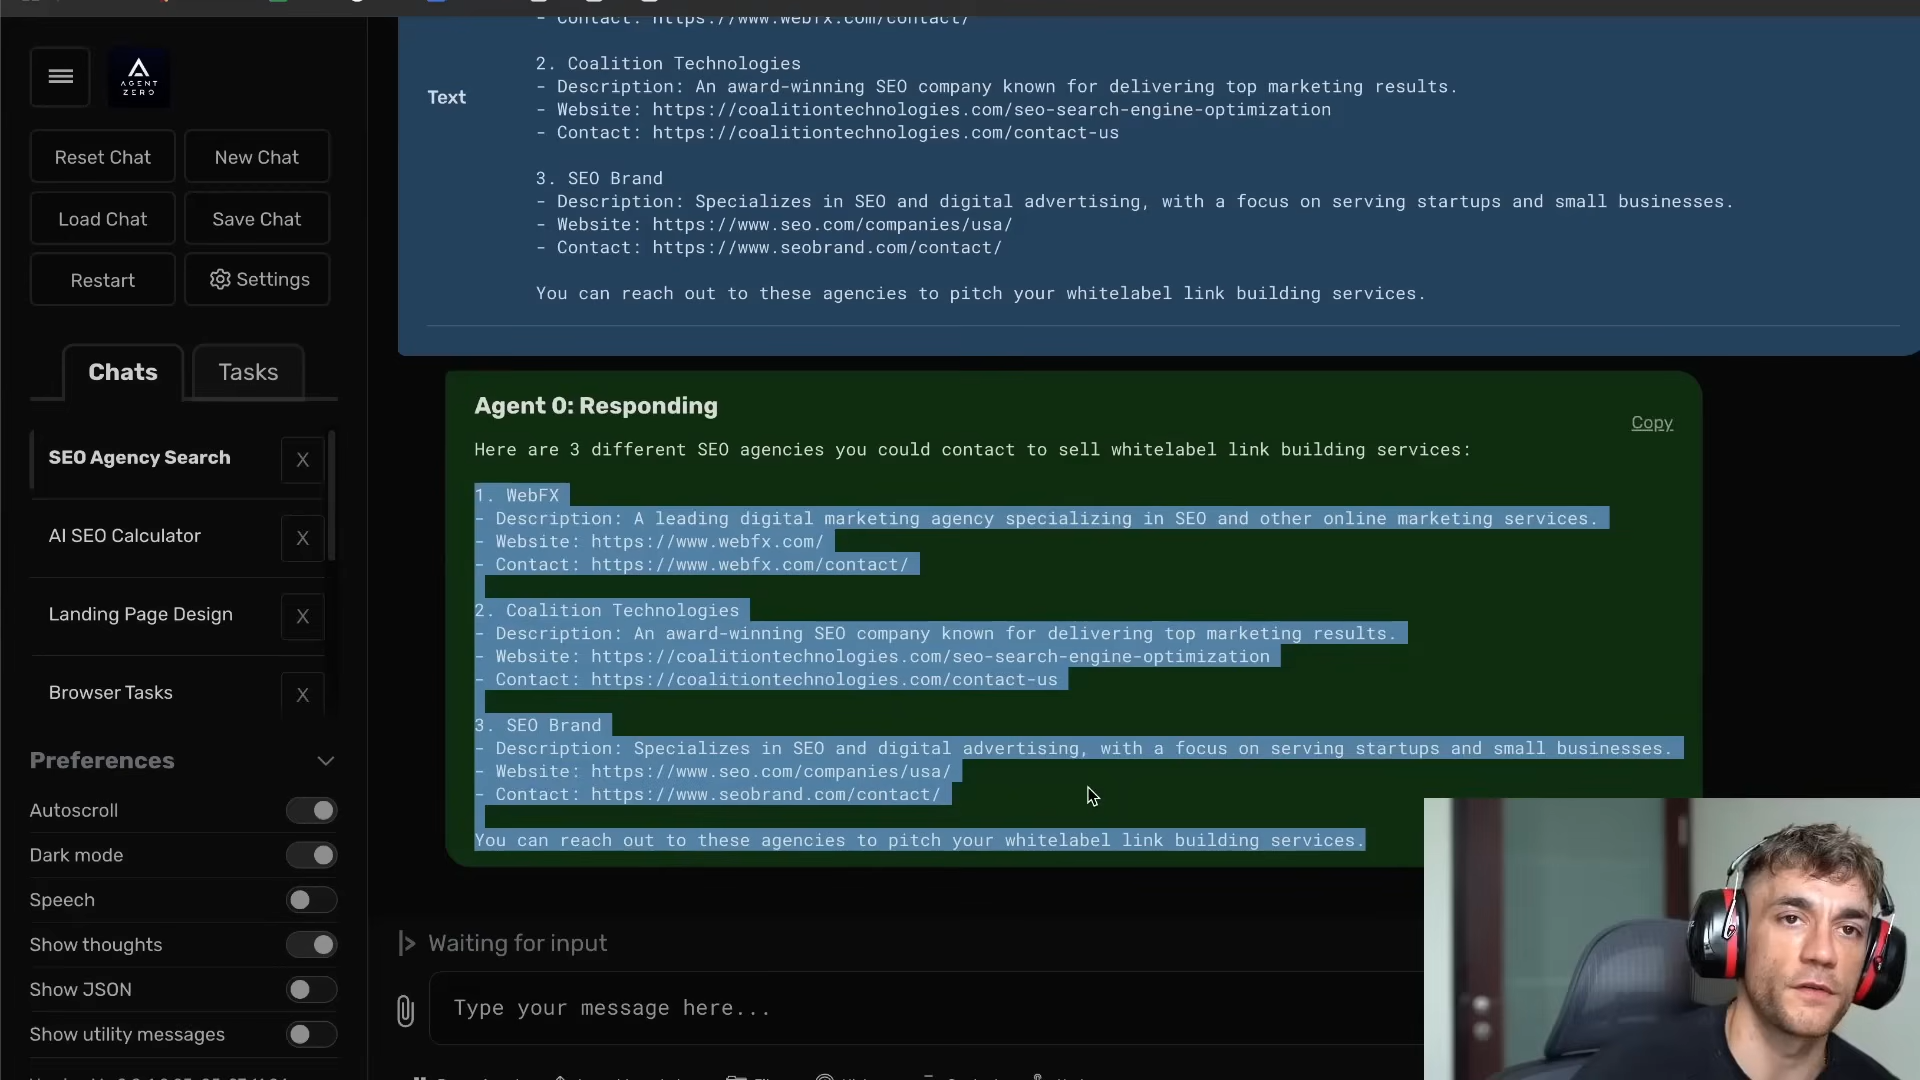 AGENT
ZERO
Reset Chat
New Chat
Load Chat
Save Chat
Restart
Settings
Chats
Tasks
SEO Agency Search
X
AI SEO Calculator
X
Landing Page Design
X
Browser Tasks
X
Preferences
Autoscroll
Dark mode
Speech
Show thoughts
Show JSON
Show utility messages
- Contact: https://www.webfx.com/contact/
Text
2. Coalition Technologies
- Description: An award-winning SEO company known for delivering top marketing results.
- Website: https://coalitiontechnologies.com/seo-search-engine-optimization
- Contact: https://coalitiontechnologies.com/contact-us
3. SEO Brand
- Description: Specializes in SEO and digital advertising, with a focus on serving startups and small businesses.
- Website: https://www.seo.com/companies/usa/
- Contact: https://www.seobrand.com/contact/
You can reach out to these agencies to pitch your whitelabel link building services.
Agent 0: Responding
Copy
Here are 3 different SEO agencies you could contact to sell whitelabel link building services:
1. WebFX
- Description: A leading digital marketing agency specializing in SEO and other online marketing services.
- Website: https://www.webfx.com/
- Contact: https://www.webfx.com/contact/
2. Coalition Technologies
- Description: An award-winning SEO company known for delivering top marketing results.
- Website: https://coalitiontechnologies.com/seo-search-engine-optimization
- Contact: https://coalitiontechnologies.com/contact-us
3. SEO Brand
- Description: Specializes in SEO and digital advertising, with a focus on serving startups and small businesses.
- Website: https://www.seo.com/companies/usa/
- Contact: https://www.seobrand.com/contact/
You can reach out to these agencies to pitch your whitelabel link building services.
Waiting for input
Type your message here...